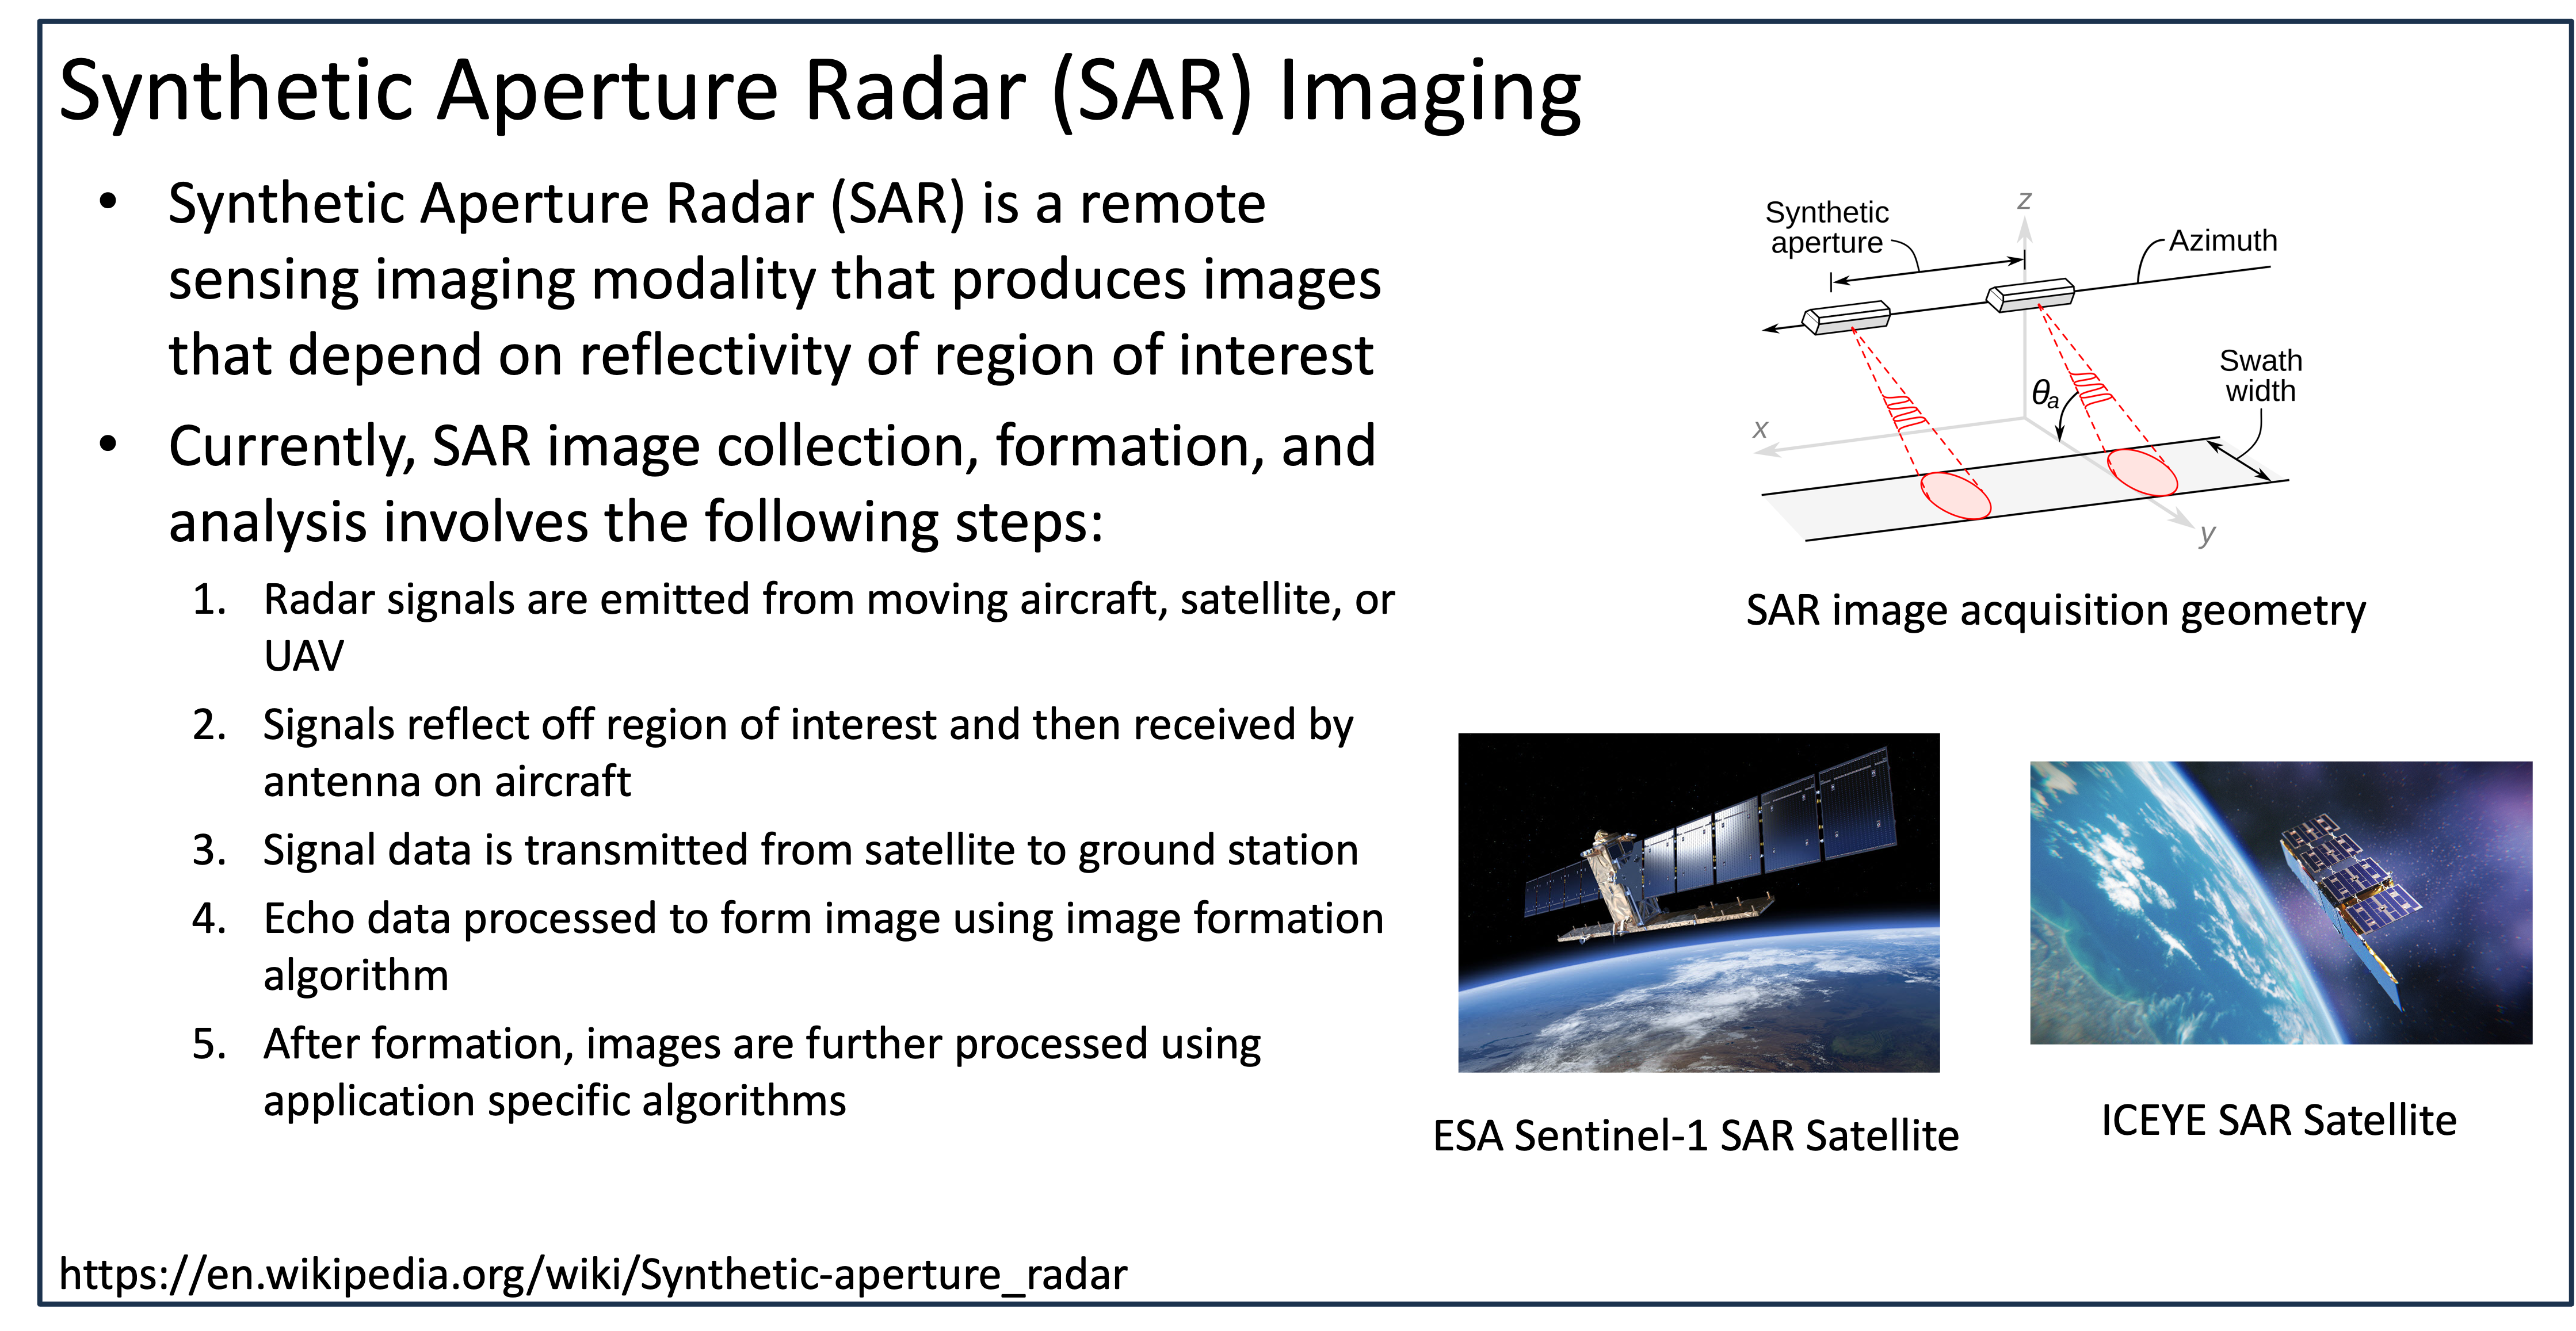 Synthetic Aperture Radar (SAR) Imaging
• Synthetic Aperture Radar (SAR) is a remote
sensing imaging modality that produces images
that depend on reflectivity of region of interest
• Currently, SAR image collection, formation, and
analysis involves the following steps:
1. Radar signals are emitted from moving aircraft, satellite, or
UAV
2. Signals reflect off region of interest and then received by
antenna on aircraft
3. Signal data is transmitted from satellite to ground station
4. Echo data processed to form image using image formation
algorithm
5. After formation, images are further processed using
application specific algorithms
Synthetic
aperture
z
Azimuth
Swath
width
θa
x
y
SAR image acquisition geometry
ESA Sentinel-1 SAR Satellite
ICEYE SAR Satellite
https://en.wikipedia.org/wiki/Synthetic-aperture_radar